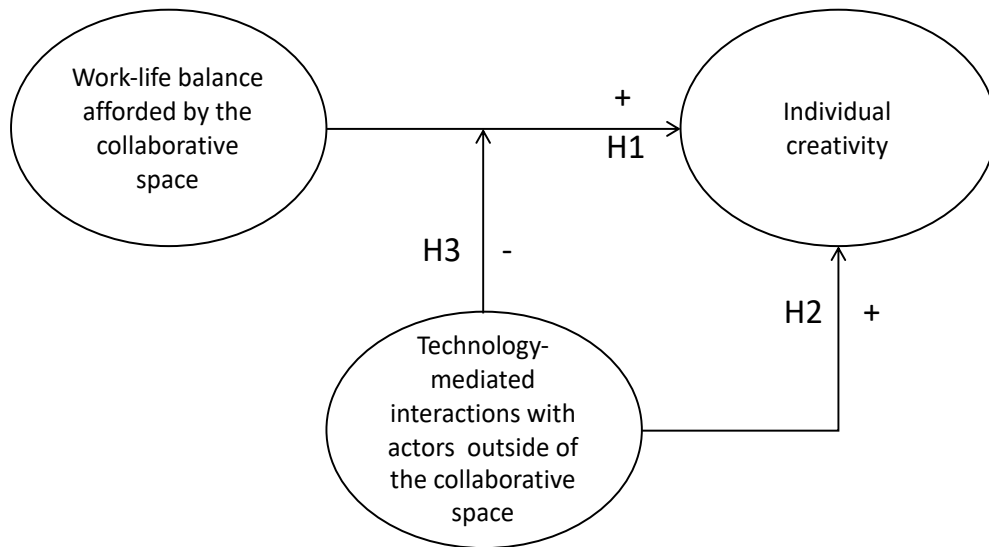 Work-life balance
afforded by the
collaborative
space
+
H1
Individual
creativity
H3 -
H2 +
Technology-
mediated
interactions with
actors outside of
the collaborative
space